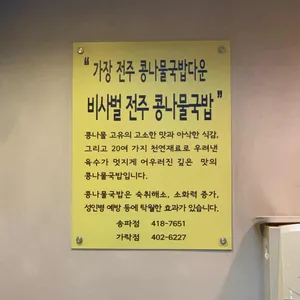 “ 가장 전주 콩나물국밥다운
비사벌 전주 콩나물국밥 ”
콩나물 고유의 고소한 맛과 아삭한 식감,
그리고 20여 가지 천연재료로 우려낸
육수가 멋지게 어우러진 깊은 맛의
콩나물국밥입니다.
콩나물국밥은 숙취해소, 소화력 증가,
성인병 예방 등에 탁월한 효과가 있습니다.
송파점 418-7651
가락점 402-6227